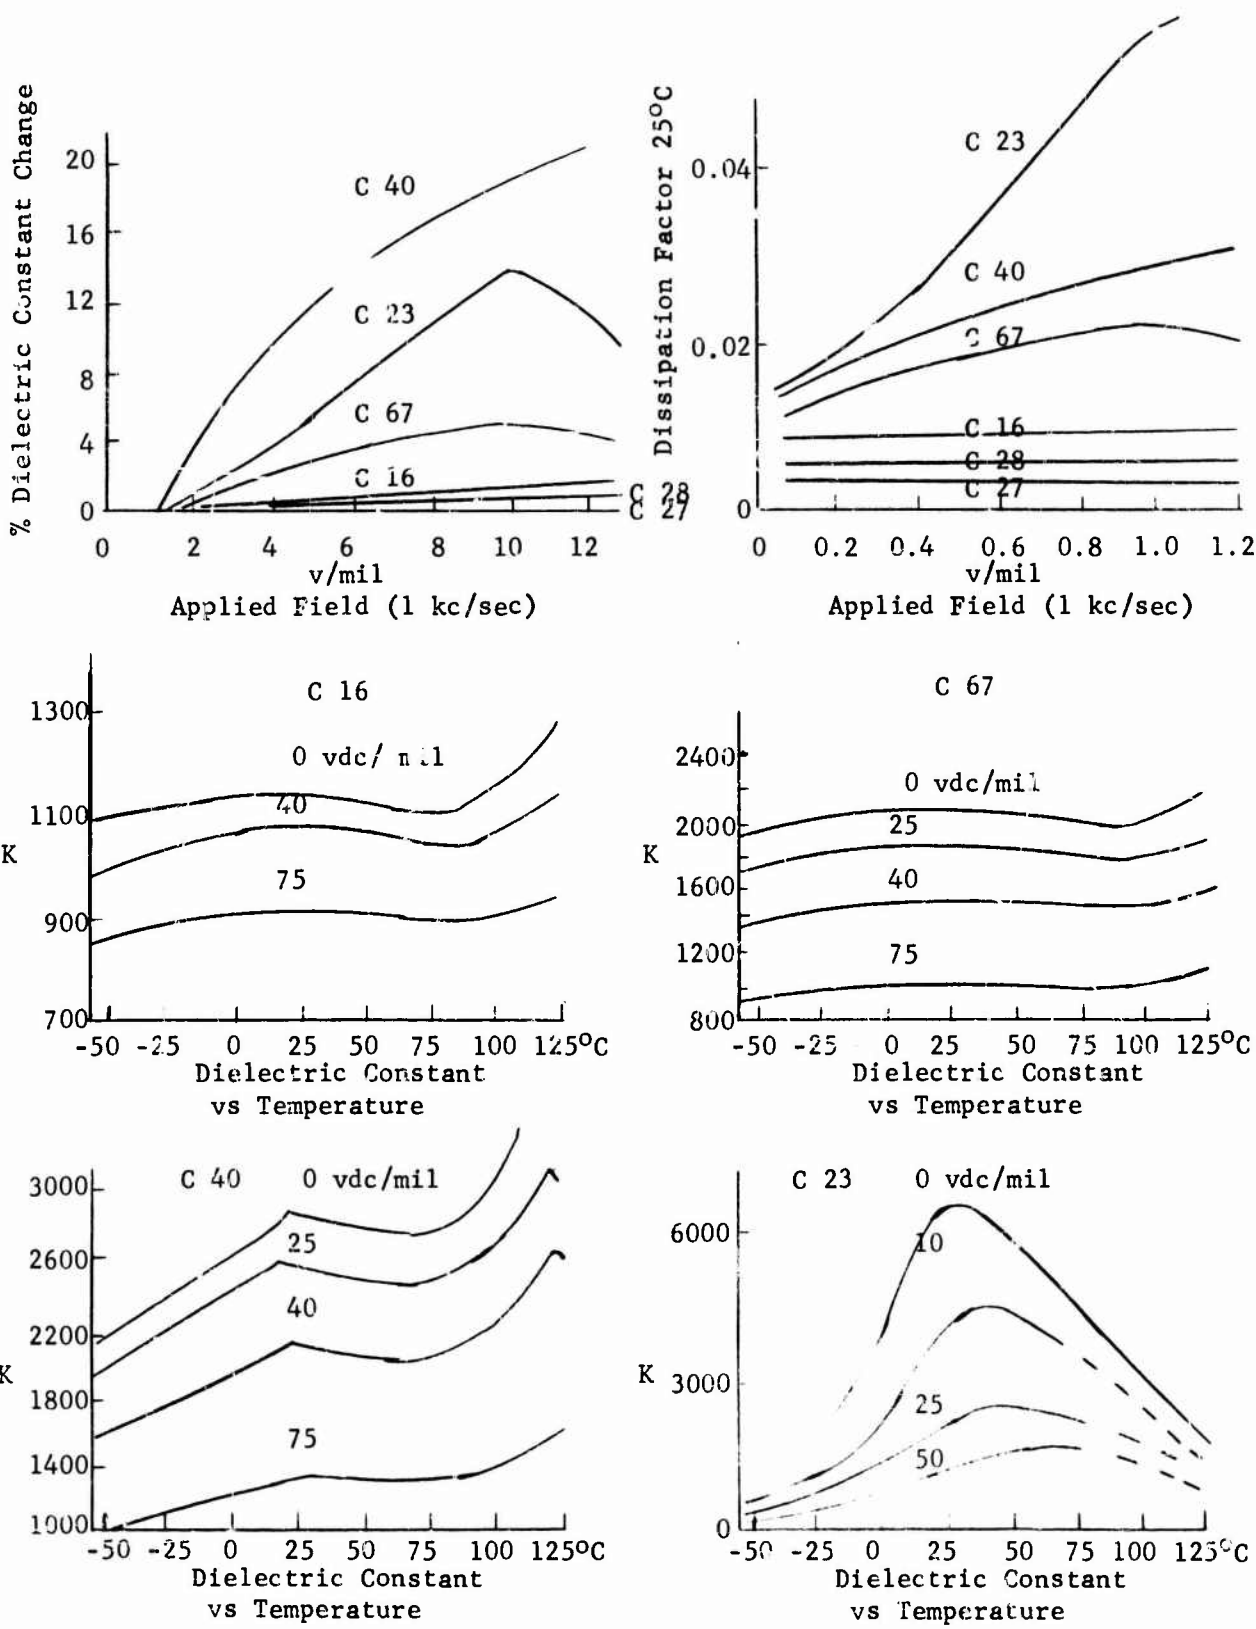 % Dielectric Constant Change
20
16
12
8
4
0
C 40
C 23
C 67
C 16
C 28
C 27
0 2 4 6 8 10 12
v/mil
Applied Field (1 kc/sec)
Dissipation Factor 25°C
0.04
0.02
0
C 23
C 40
C 67
C 16
C 28
C 27
0 0.2 0.4 0.6 0.8 1.0 1.2
v/mil
Applied Field (1 kc/sec)
C 16
1300
1100
900
700
K
0 vdc/
40
75
-50 -25 0 25 50 75 100 125°C
Dielectric Constant
vs Temperature
C 67
2400
2000
1600
1200
800
K
0 vdc/mil
25
40
75
-50 -25 0 25 50 75 100 125°C
Dielectric Constant
vs Temperature
C 40 0 vdc/mil
3000
2600
2200
1800
1400
1900
K
25
40
75
-50 -25 0 25 50 75 100 125°C
Dielectric Constant
vs Temperature
C 23 0 vdc/mil
6000
3000
0
K
10
25
50
-50 -25 0 25 50 75 100 125°C
Dielectric Constant
vs Temperature